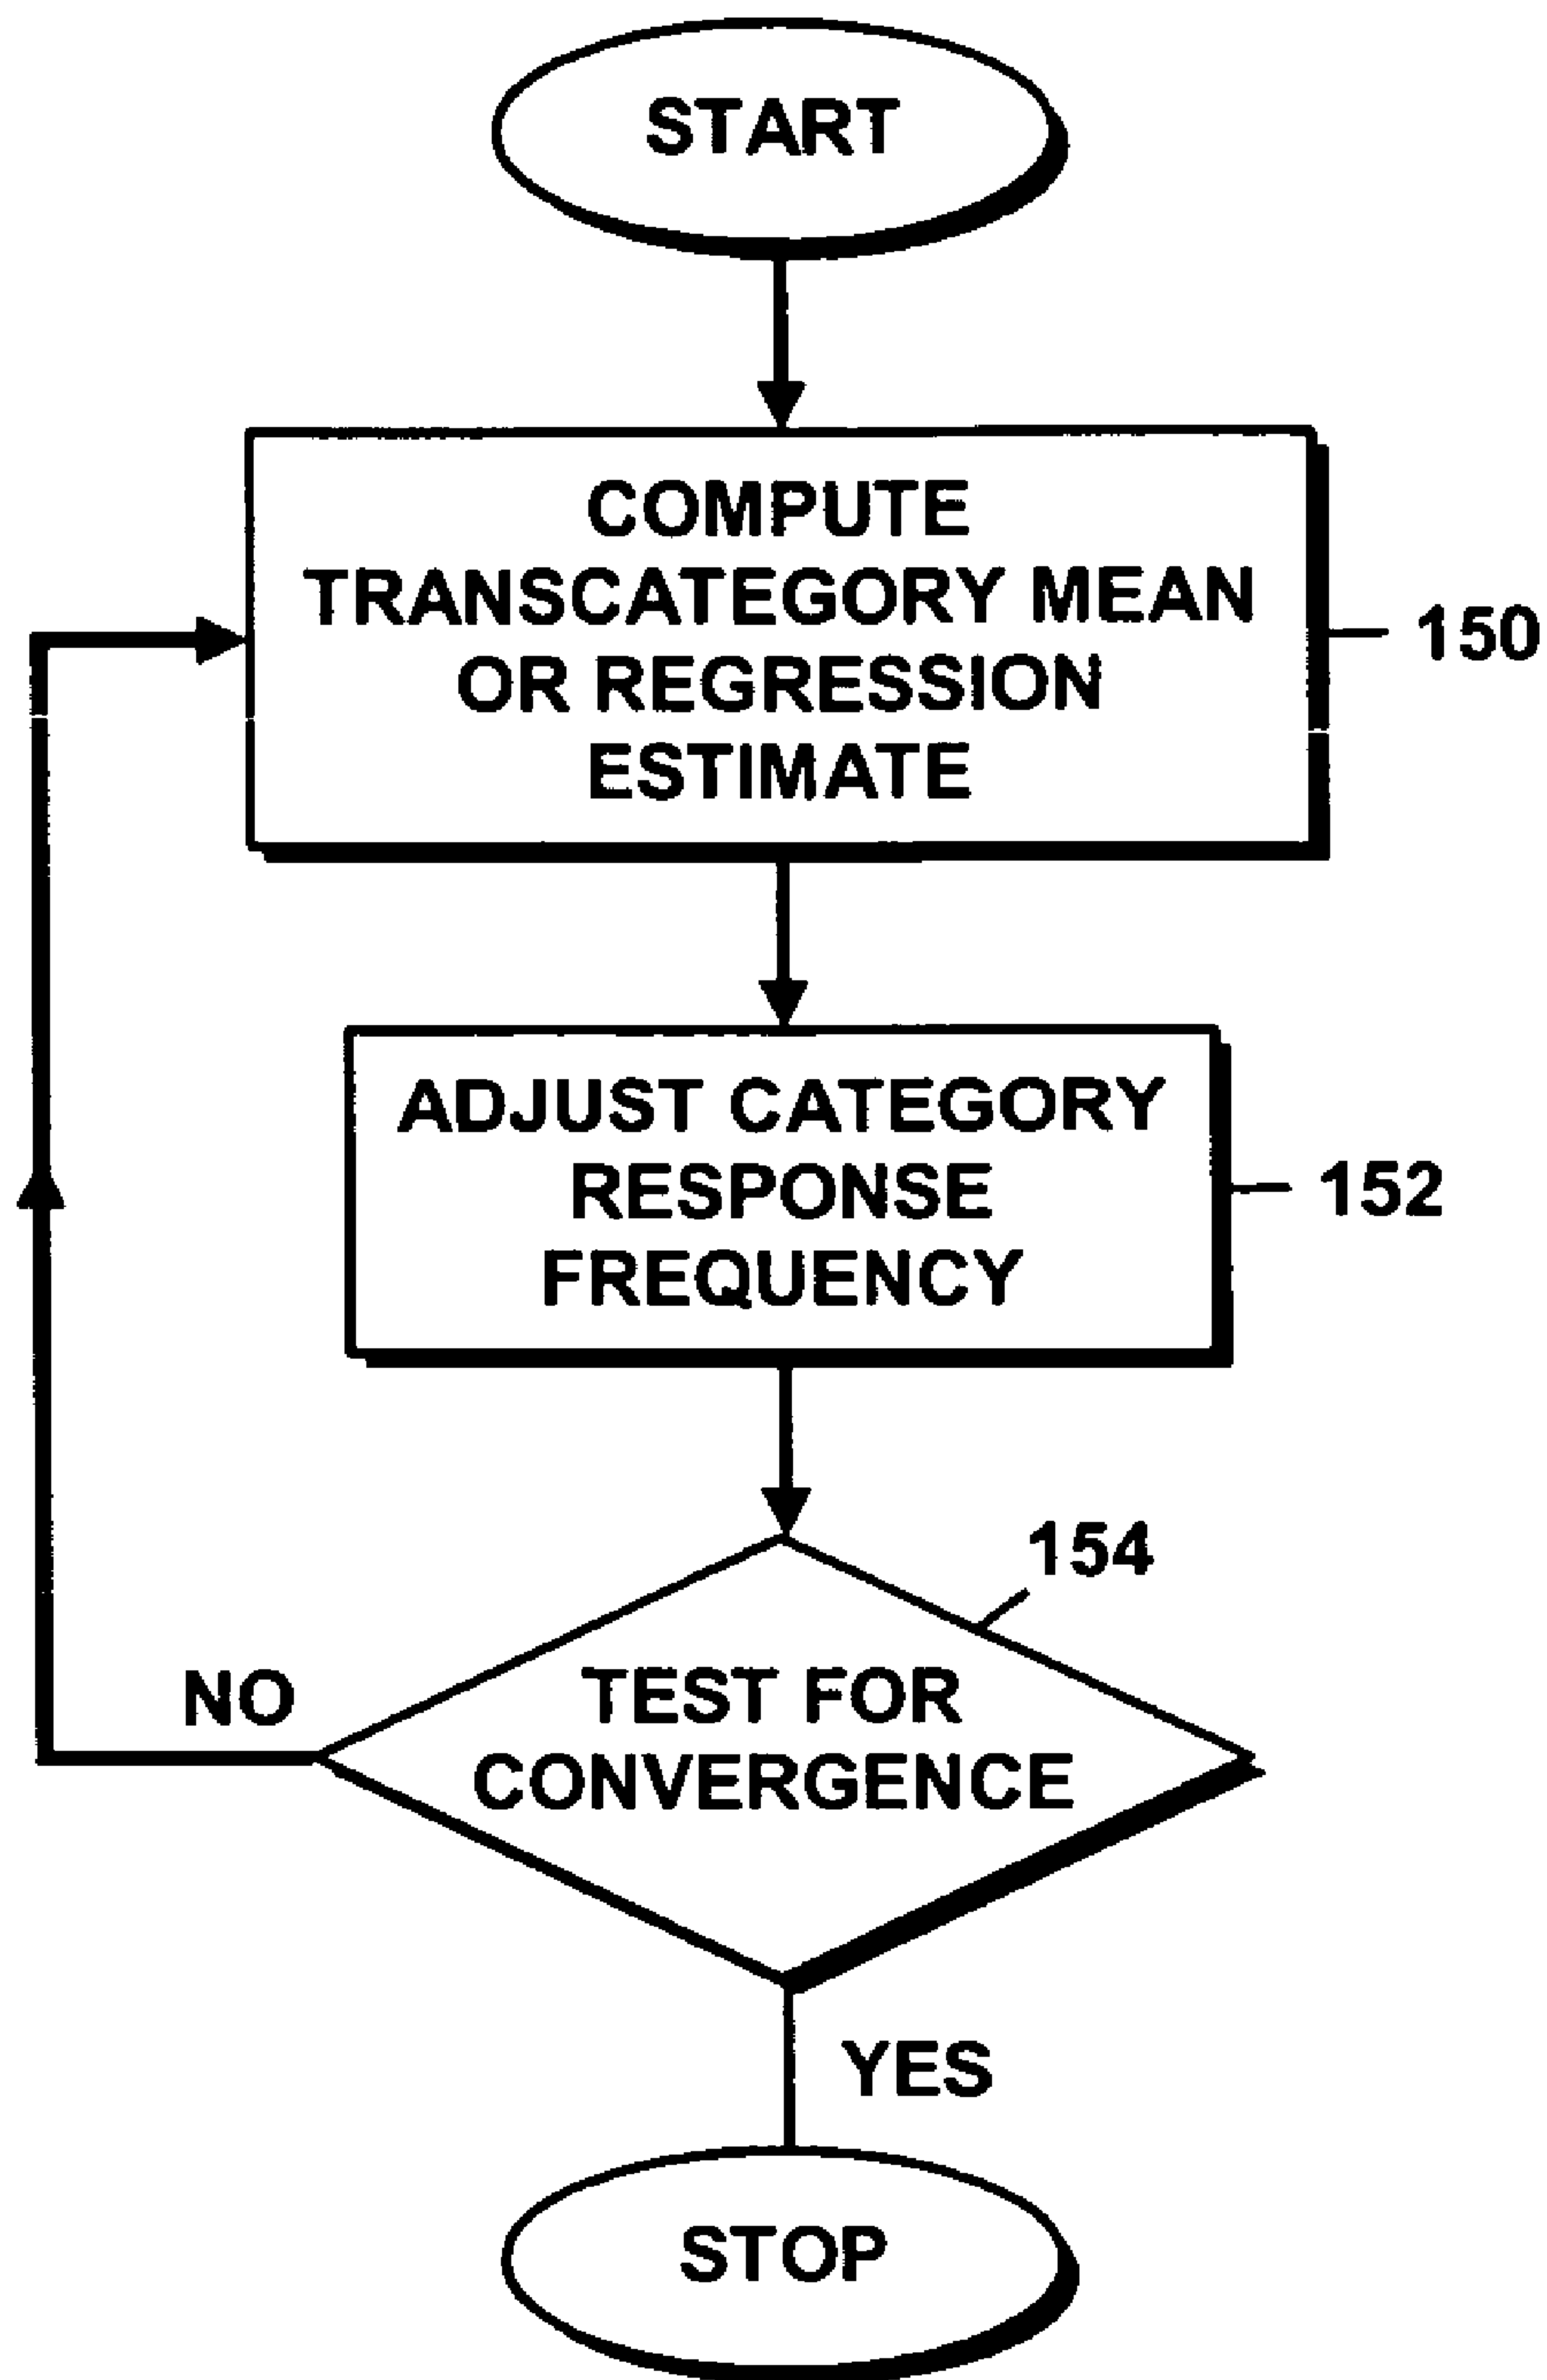 START
COMPUTE
TRANSCATEGORY MEAN
OR REGRESSION
ESTIMATE
150
ADJUST CATEGORY
RESPONSE
FREQUENCY
152
154
TEST FOR
CONVERGENCE
NO
YES
STOP